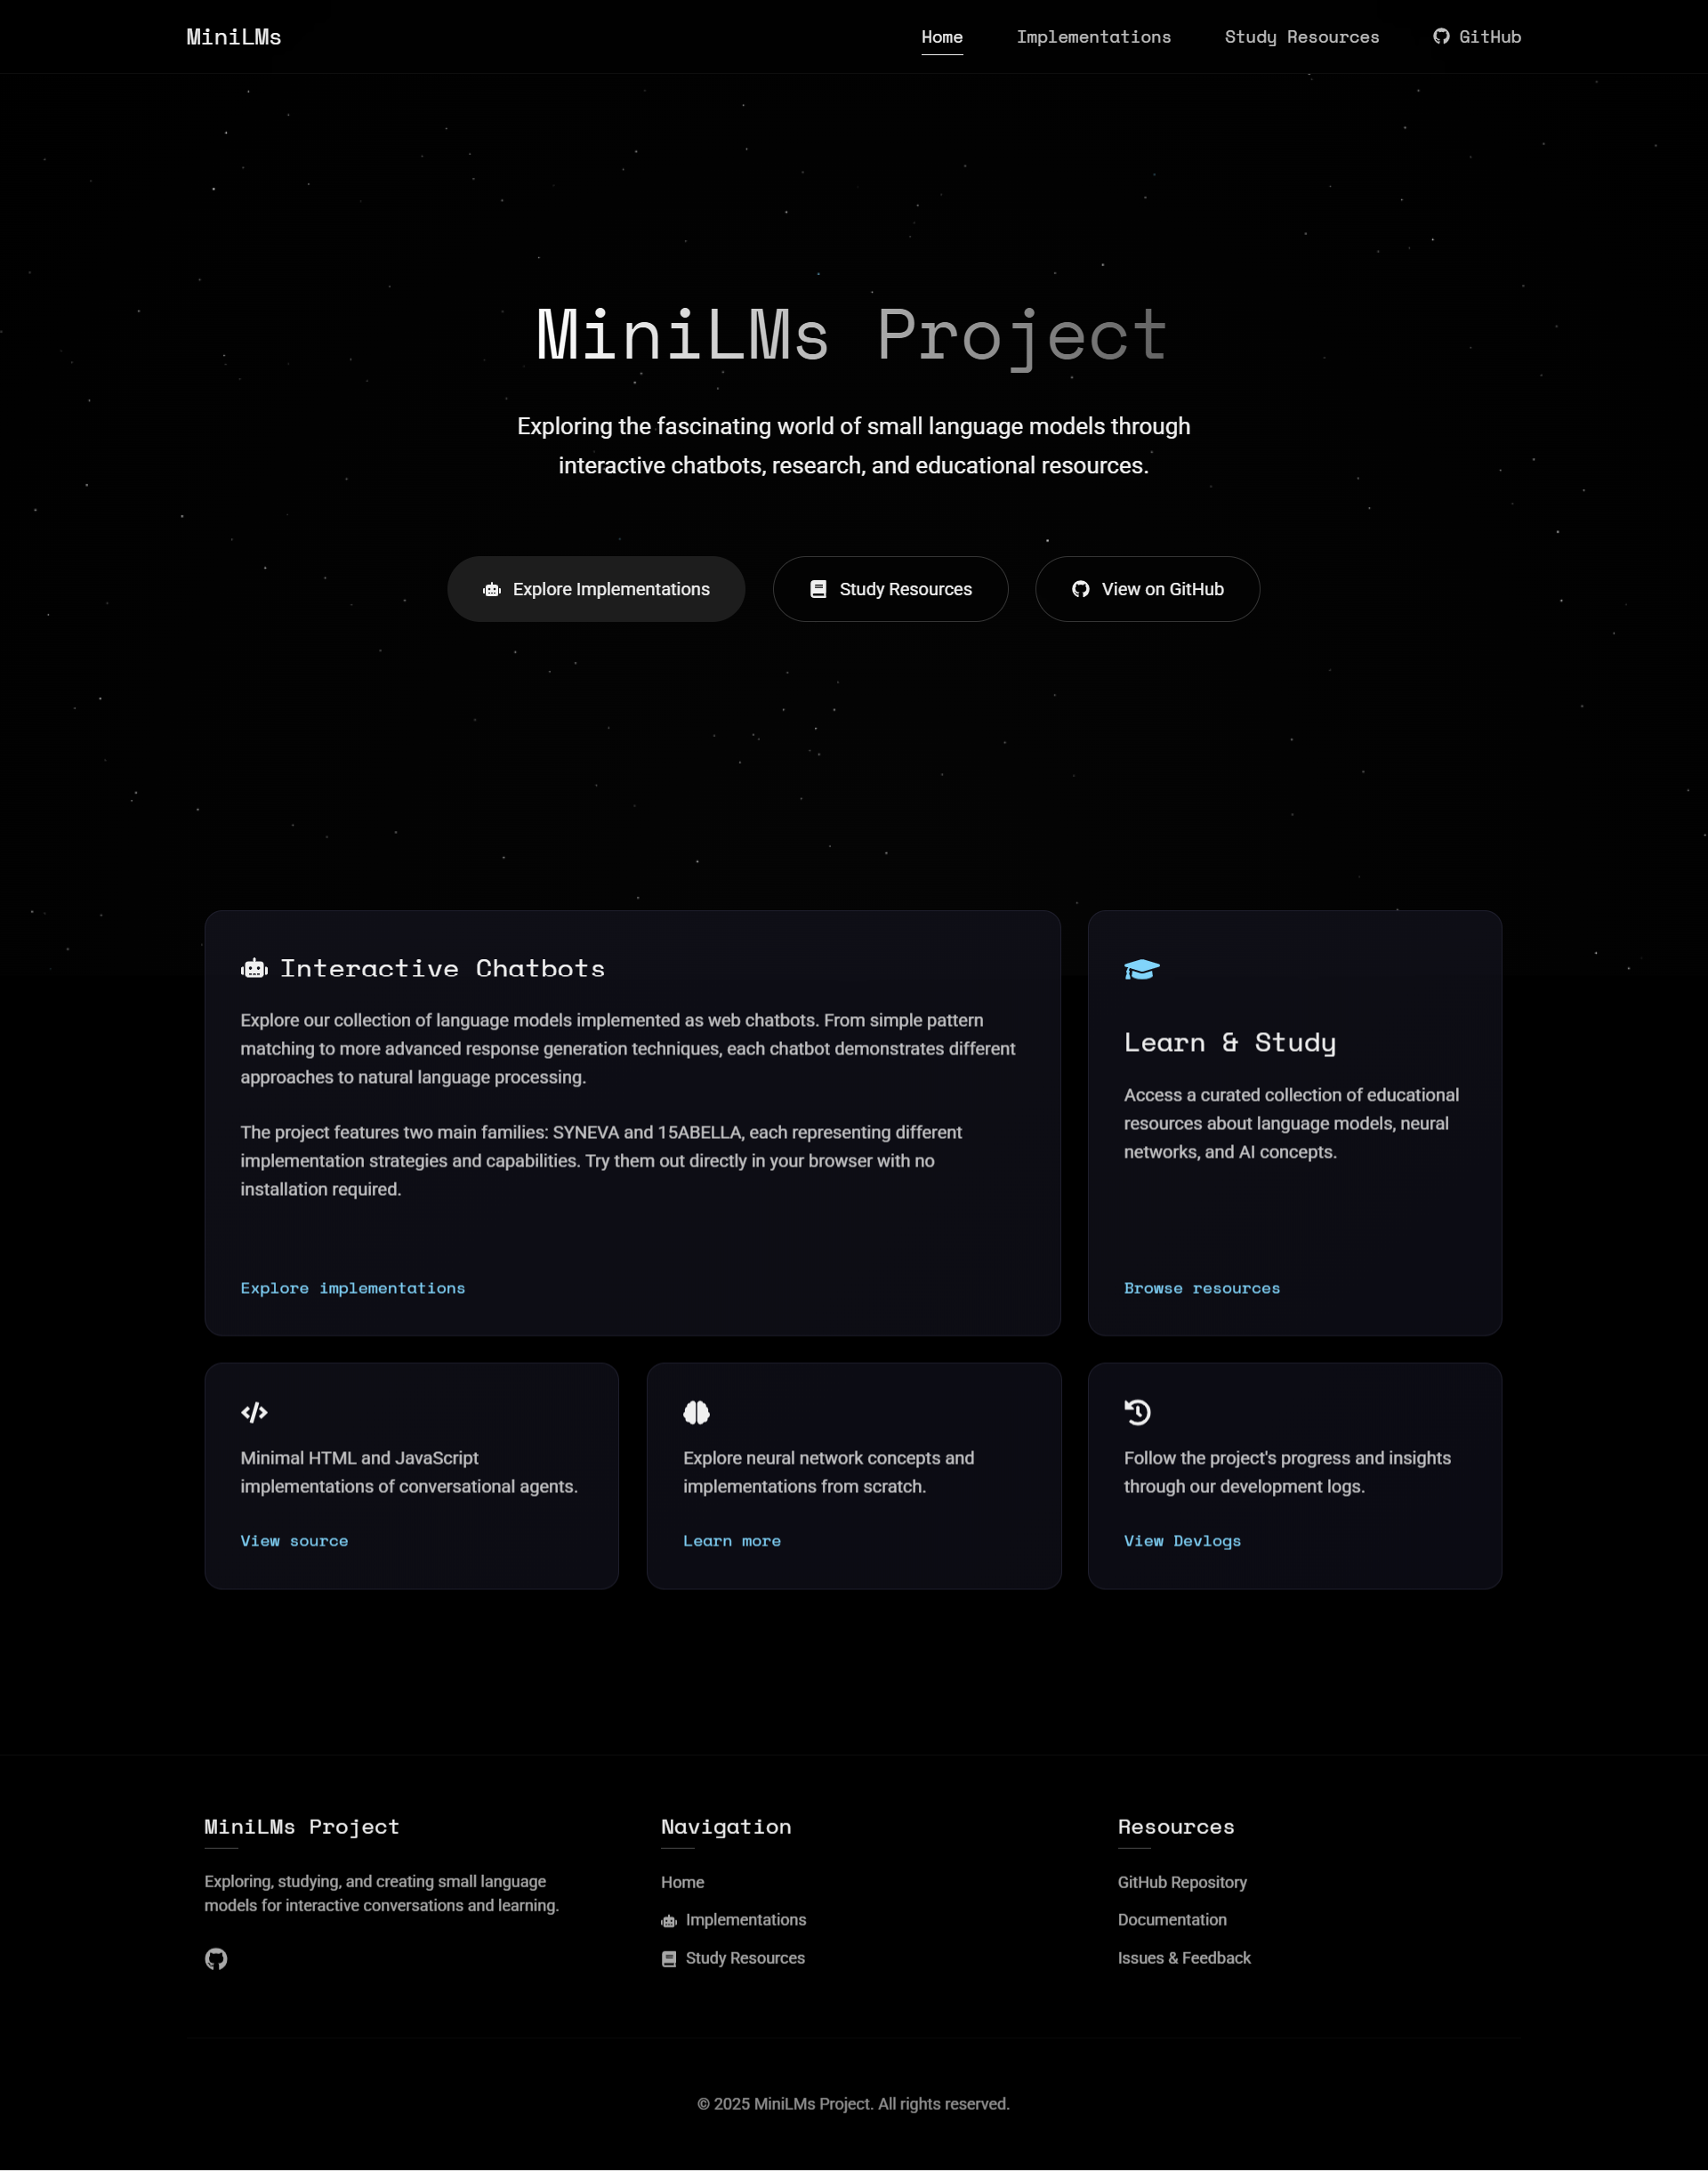 MiniLMs
Home
Implementations
Study Resources
GitHub
MiniLMs Project
Exploring the fascinating world of small language models through
interactive chatbots, research, and educational resources.
Explore Implementations
Study Resources
View on GitHub
Interactive Chatbots
Explore our collection of language models implemented as web chatbots. From simple pattern
matching to more advanced response generation techniques, each chatbot demonstrates different
approaches to natural language processing.
The project features two main families: SYNEVA and 15ABELLA, each representing different
implementation strategies and capabilities. Try them out directly in your browser with no
installation required.
Explore implementations
Learn & Study
Access a curated collection of educational
resources about language models, neural
networks, and AI concepts.
Browse resources
Minimal HTML and JavaScript
implementations of conversational agents.
View source
Explore neural network concepts and
implementations from scratch.
Learn more
Follow the project's progress and insights
through our development logs.
View Devlogs
MiniLMs Project
Exploring, studying, and creating small language
models for interactive conversations and learning.
Navigation
Home
Implementations
Study Resources
Resources
GitHub Repository
Documentation
Issues & Feedback
© 2025 MiniLMs Project. All rights reserved.